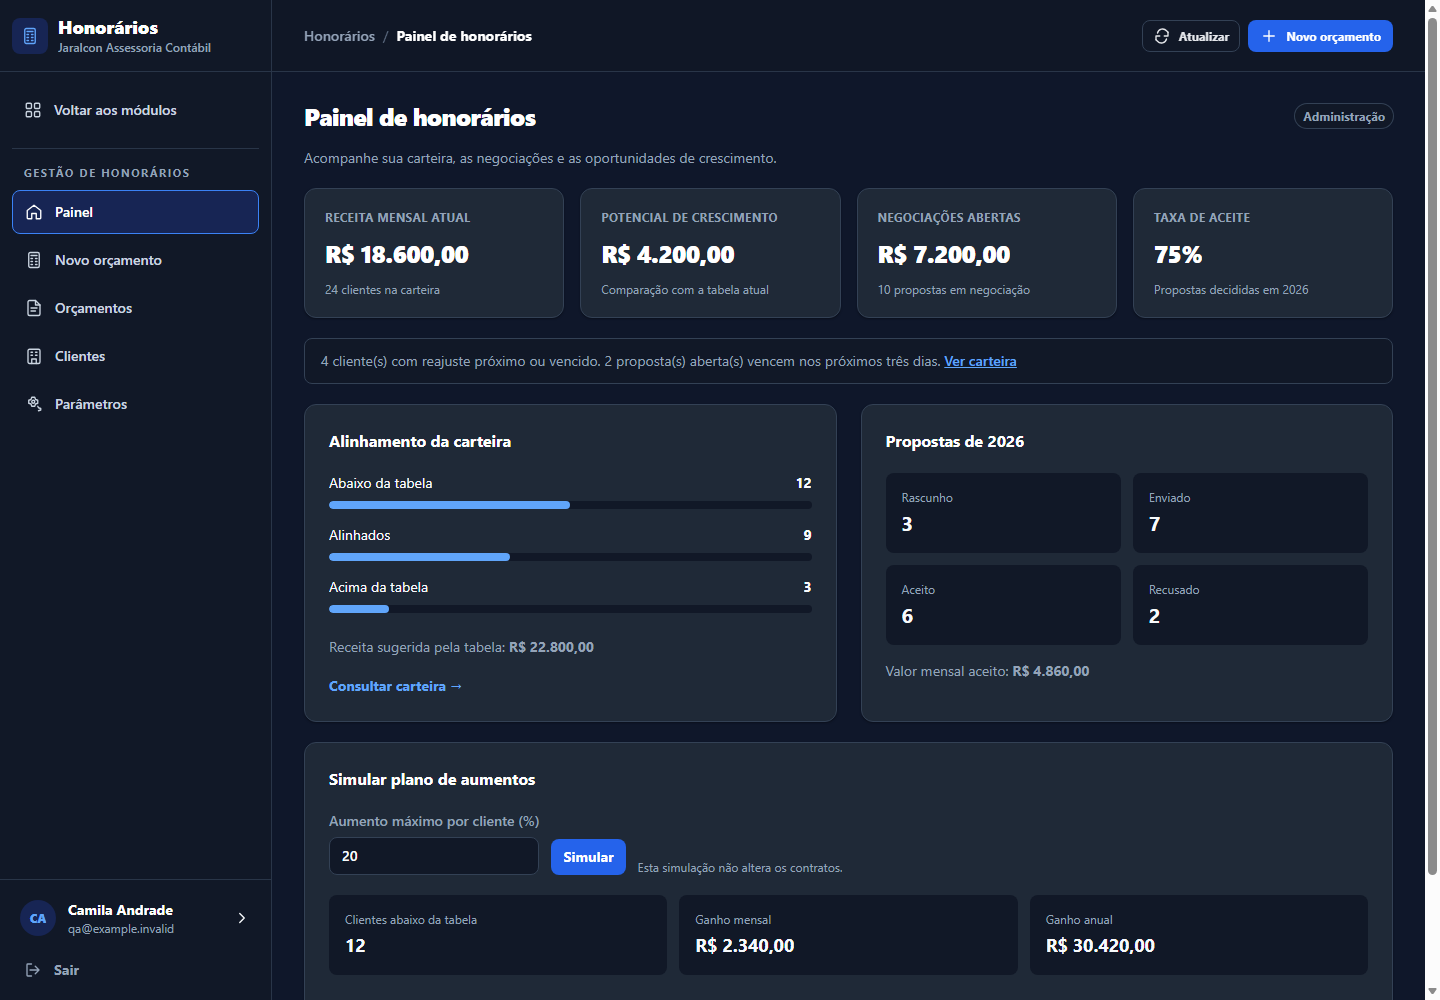 Honorários
Jaralcon Assessoria Contábil
Voltar aos módulos
GESTÃO DE HONORÁRIOS
Painel
Novo orçamento
Orçamentos
Clientes
Parâmetros
CA
Camila Andrade
qa@example.invalid
Sair
Honorários / Painel de honorários
Atualizar
Novo orçamento
Painel de honorários
Administração
Acompanhe sua carteira, as negociações e as oportunidades de crescimento.
RECEITA MENSAL ATUAL
R$ 18.600,00
24 clientes na carteira
POTENCIAL DE CRESCIMENTO
R$ 4.200,00
Comparação com a tabela atual
NEGOCIAÇÕES ABERTAS
R$ 7.200,00
10 propostas em negociação
TAXA DE ACEITE
75%
Propostas decididas em 2026
4 cliente(s) com reajuste próximo ou vencido. 2 proposta(s) aberta(s) vencem nos próximos três dias. Ver carteira
Alinhamento da carteira
Abaixo da tabela 12
Alinhados 9
Acima da tabela 3
Receita sugerida pela tabela: R$ 22.800,00
Consultar carteira →
Propostas de 2026
Rascunho
3
Enviado
7
Aceito
6
Recusado
2
Valor mensal aceito: R$ 4.860,00
Simular plano de aumentos
Aumento máximo por cliente (%)
20
Simular
Esta simulação não altera os contratos.
Clientes abaixo da tabela
12
Ganho mensal
R$ 2.340,00
Ganho anual
R$ 30.420,00